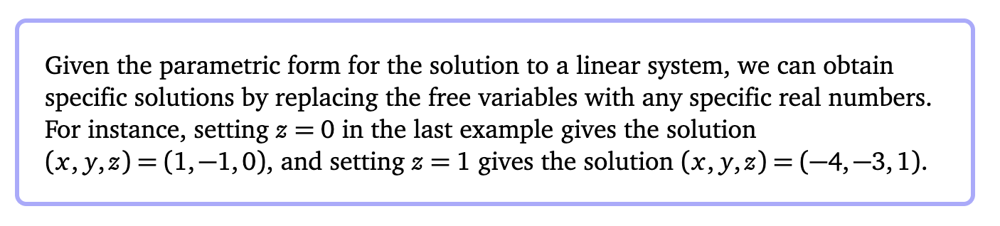 Given the parametric form for the solution to a linear system, we can obtain
specific solutions by replacing the free variables with any specific real numbers.
For instance, setting z = 0 in the last example gives the solution
(x, y, z) = (1, −1, 0), and setting z = 1 gives the solution (x, y, z) = (−4, −3, 1).